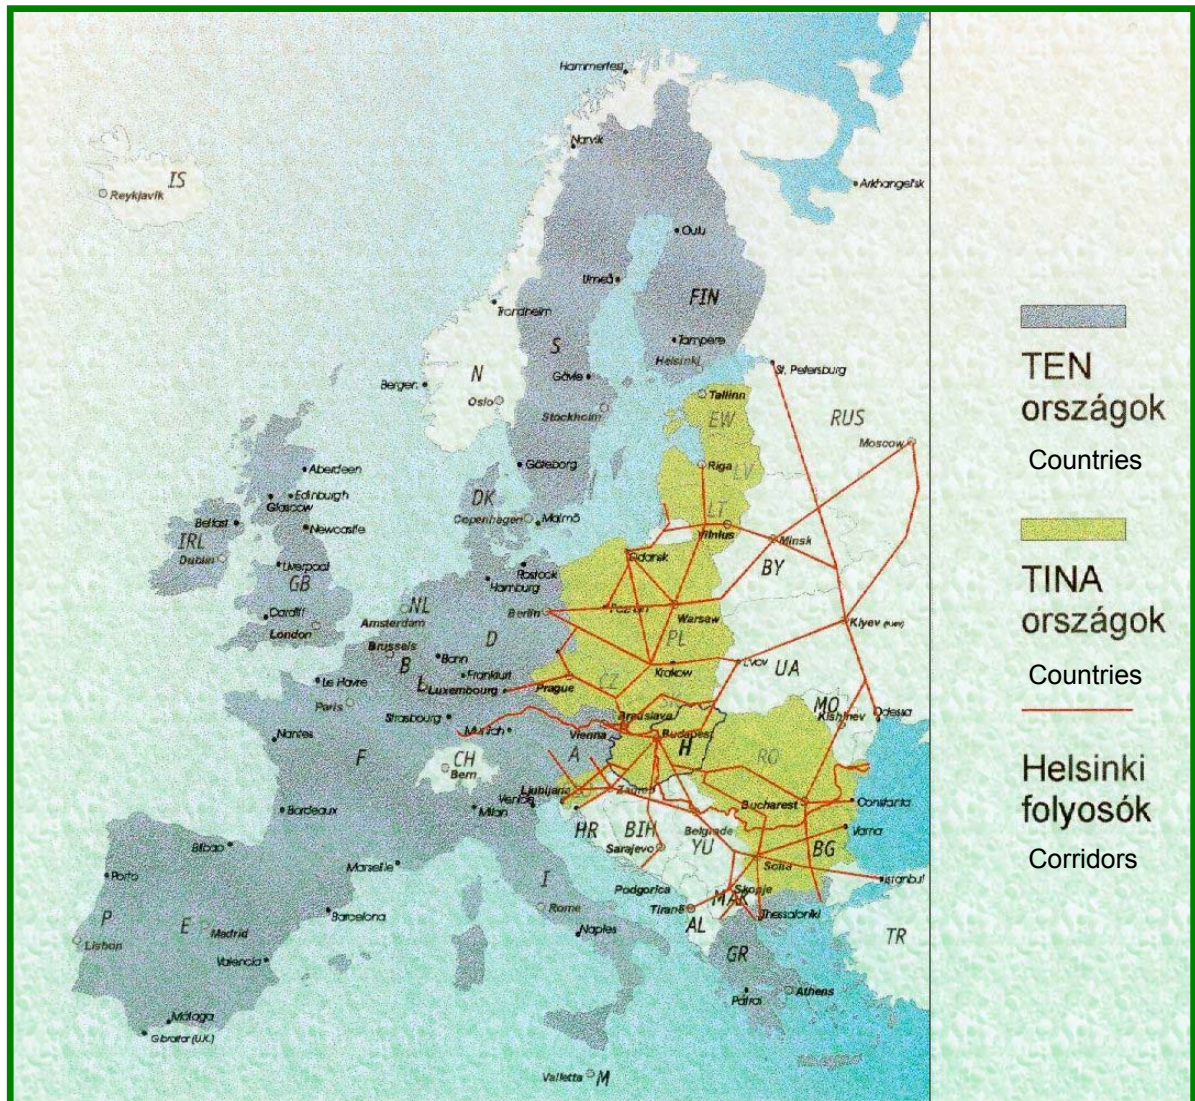 Hammerfest
Narvik
IS
Reykjavik
Arkhangelsk
Oulu
Umeå
FIN
Trondheim
Tampere
S
Helsinki
St. Petersburg
N
Gävle
Bergen
Oslo
Tallinn
Stockholm
EW
RUS
Moscow
Göteborg
Riga
LV
Aberdeen
DK
LT
Edinburgh
Glascow
Copenhagen
Malmö
Belfast
Newcastle
Vilnius
Minsk
IRL
Dublin
Gdansk
BY
Liverpool
Rostock
GB
Hamburg
Cardiff
NL
Berlin
Poznan
Amsterdam
Warsaw
Kiyev (Kiev)
London
Brussels
D
PL
B
Bonn
Lvov
UA
Frankfurt
Krakow
Le Havre
L
Luxembourg
Prague
CZ
Paris
MO
Strasbourg
Bratislava
Kishinev
Odessa
Nantes
Munich
Vienna
Budapest
F
CH
A
H
RO
Bern
Ljubljana
Zagreb
Venice
Bordeaux
Milan
Bucharest
Constanta
HR
BIH
Belgrade
Varna
Bilbao
Sarajevo
YU
BG
Marseille
Sofia
Porto
I
Podgorica
Skopje
Istanbul
MAK
Barcelona
Rome
Tiranë
Thessaloniki
P
E
Madrid
AL
Lisbon
Naples
TR
Valencia
GR
Patrai
Athens
Málaga
Gibraltar (U.K.)
Valletta
M
TEN
országok
Countries
TINA
országok
Countries
Helsinki
folyosók
Corridors